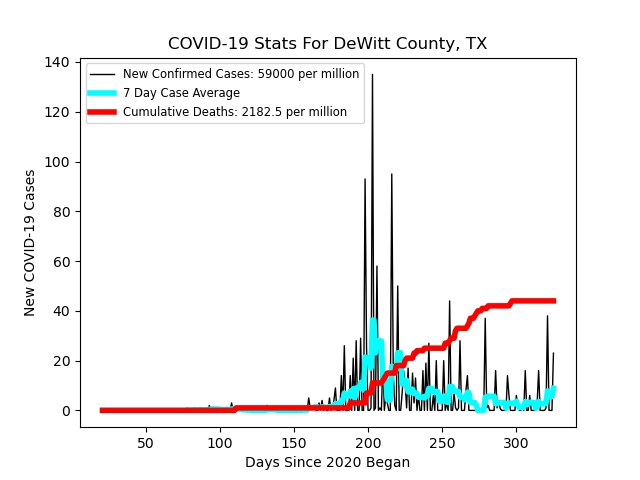 COVID-19 Stats For DeWitt County, TX
New Confirmed Cases: 59000 per million
7 Day Case Average
Cumulative Deaths: 2182.5 per million
New COVID-19 Cases
140
120
100
80
60
40
20
0
50 100 150 200 250 300
Days Since 2020 Began